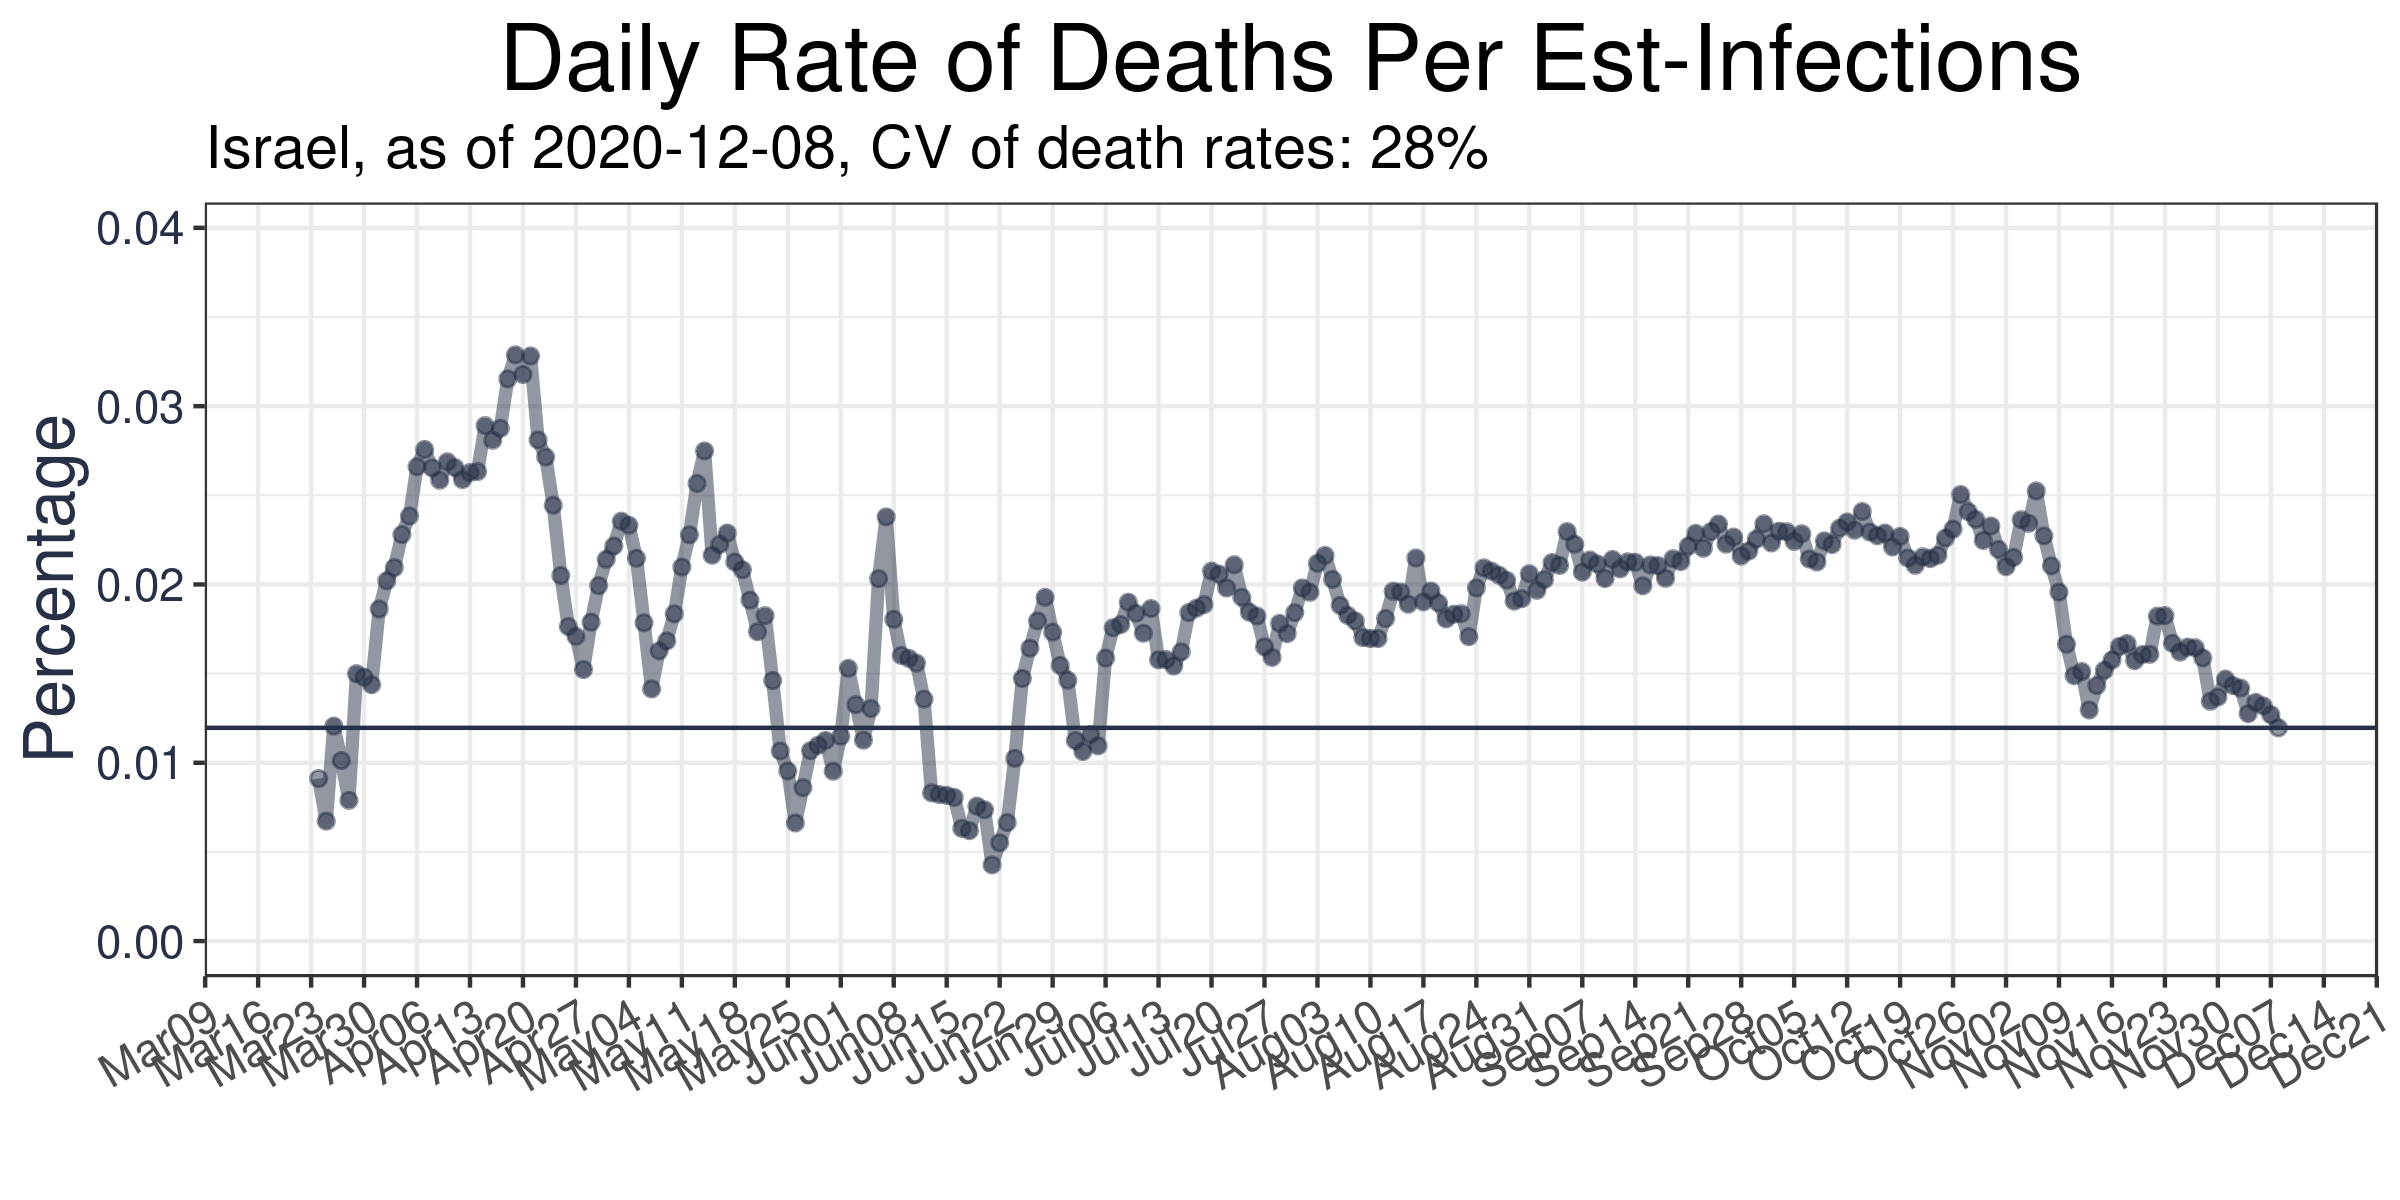 Daily Rate of Deaths Per Est-Infections
Israel, as of 2020-12-08, CV of death rates: 28%
Percentage
0.04
0.03
0.02
0.01
0.00
Mar09
Mar16
Mar23
Mar30
Apr06
Apr13
Apr20
Apr27
May04
May11
May18
May25
Jun01
Jun08
Jun15
Jun22
Jun29
Jul06
Jul13
Jul20
Jul27
Aug03
Aug10
Aug17
Aug24
Aug31
Sep07
Sep14
Sep21
Sep28
Oct05
Oct12
Oct19
Oct26
Nov02
Nov09
Nov16
Nov23
Nov30
Dec07
Dec14
Dec21